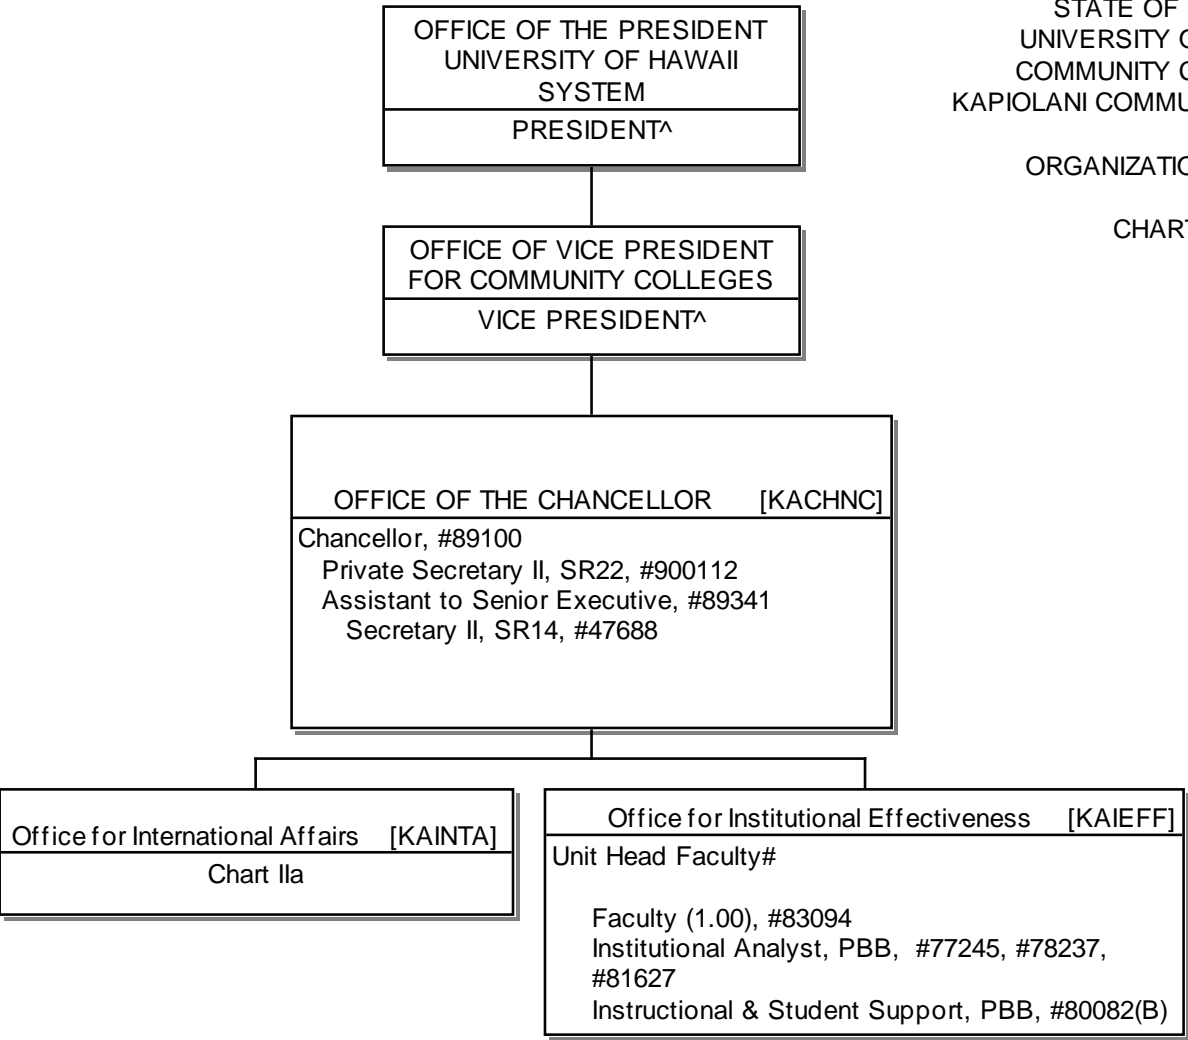 OFFICE OF THE PRESIDENT
UNIVERSITY OF HAWAII
SYSTEM
PRESIDENT^
STATE OF
UNIVERSITY
COMMUNITY
KAPIOLANI
CHART
OFFICE OF VICE PRESIDENT
FOR COMMUNITY COLLEGES
VICE PRESIDENT^
OFFICE OF THE CHANCELLOR [KACHNC]
Chancellor, #89100
Private Secretary II, SR22, #900112
Assistant to Senior Executive, #89341
Secretary II, SR14, #47688
Office for International Affairs [KAINTA]
Chart IIa
Office for Institutional Effectiveness [KAIEFF]
Unit Head Faculty#
Faculty (1.00), #83094
Institutional Analyst, PBB, #77245, #78237,
#81627
Instructional & Student Support, PBB, #80082(B)